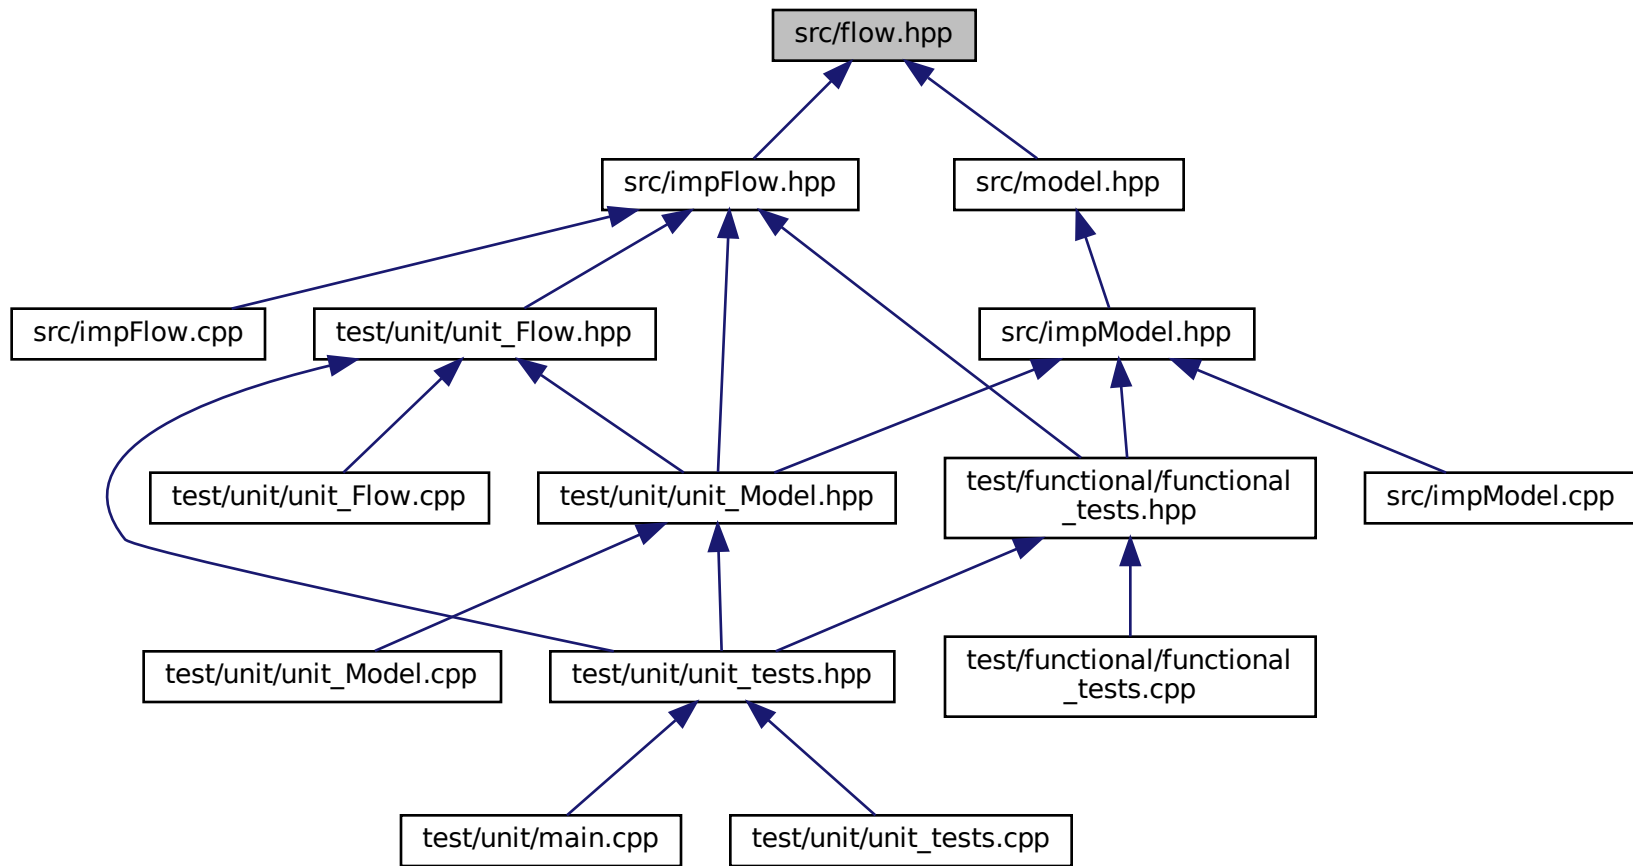 src/flow.hpp
src/impFlow.hpp
src/model.hpp
src/impFlow.cpp
test/unit/unit_Flow.hpp
src/impModel.hpp
test/unit/unit_Flow.cpp
test/unit/unit_Model.hpp
test/functional/functional
_tests.hpp
src/impModel.cpp
test/unit/unit_Model.cpp
test/unit/unit_tests.hpp
test/functional/functional
_tests.cpp
test/unit/main.cpp
test/unit/unit_tests.cpp